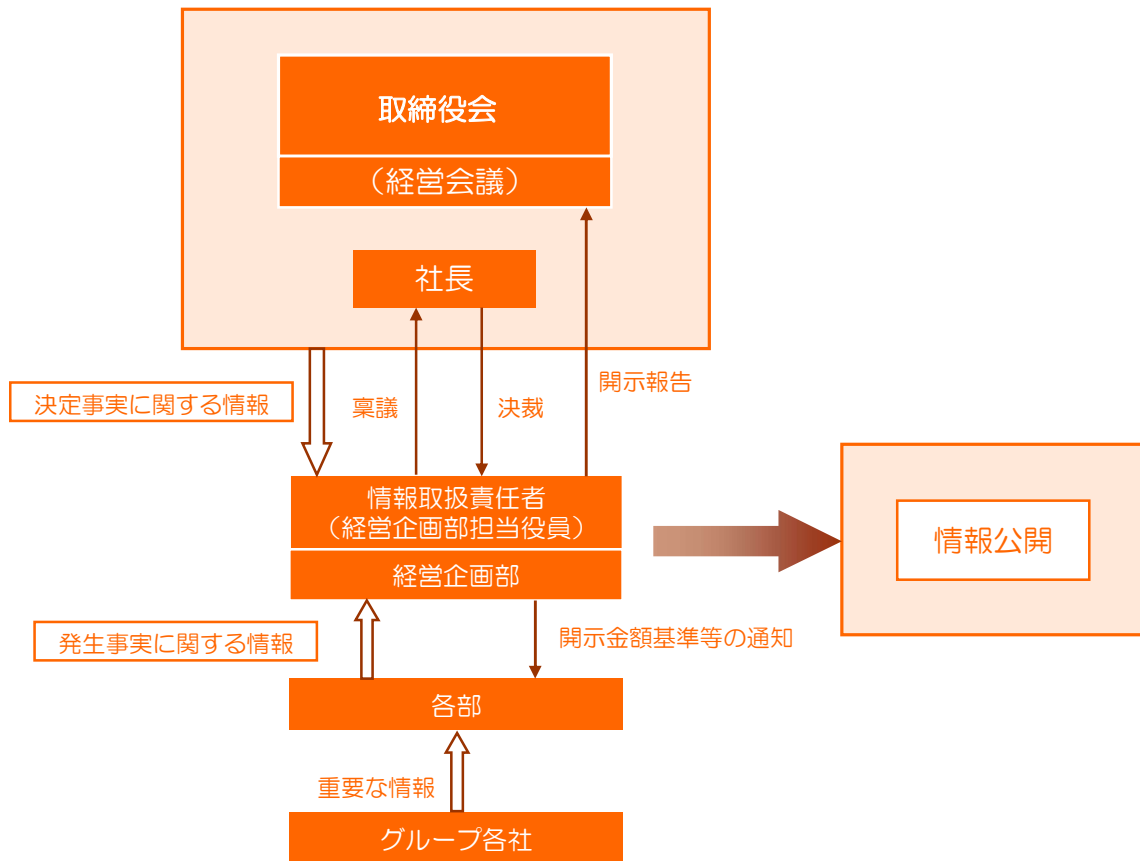 取締役会
（経営会議）
社長
決定事実に関する情報
稟議
決裁
開示報告
情報取扱責任者
（経営企画部担当役員）
経営企画部
情報公開
発生事実に関する情報
開示金額基準等の通知
各部
重要な情報
グループ各社